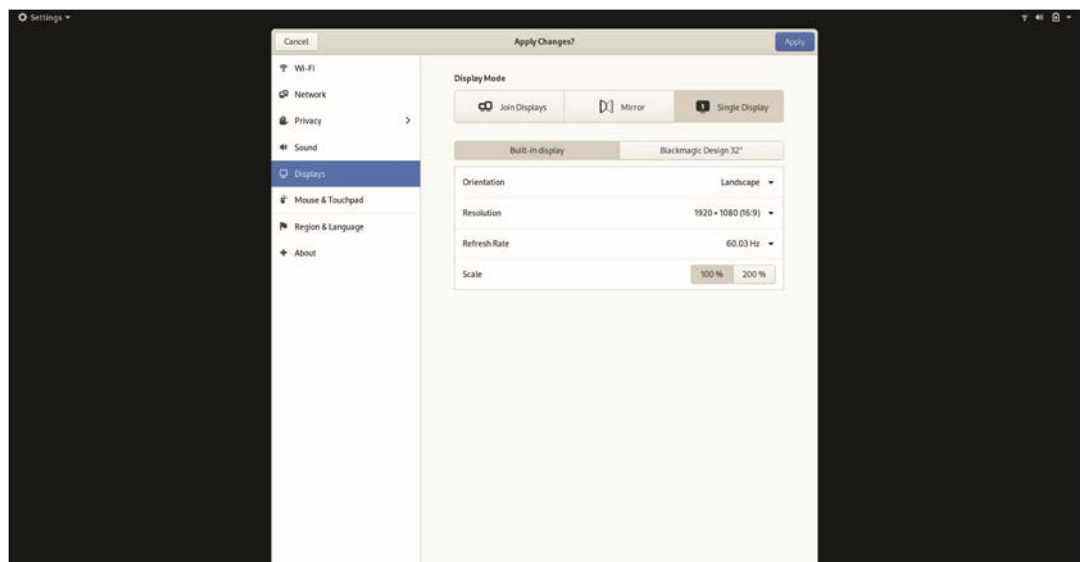 Settings
Cancel
Apply Changes?
Apply
Wi-Fi
Network
Privacy
Sound
Displays
Mouse & Touchpad
Region & Language
About
Display Mode
Join Displays
Mirror
1 Single Display
Built-in display
Blackmagic Design 32"
Orientation
Landscape
Resolution
1920 × 1080 (16:9)
Refresh Rate
60.03 Hz
Scale
100 %
200 %